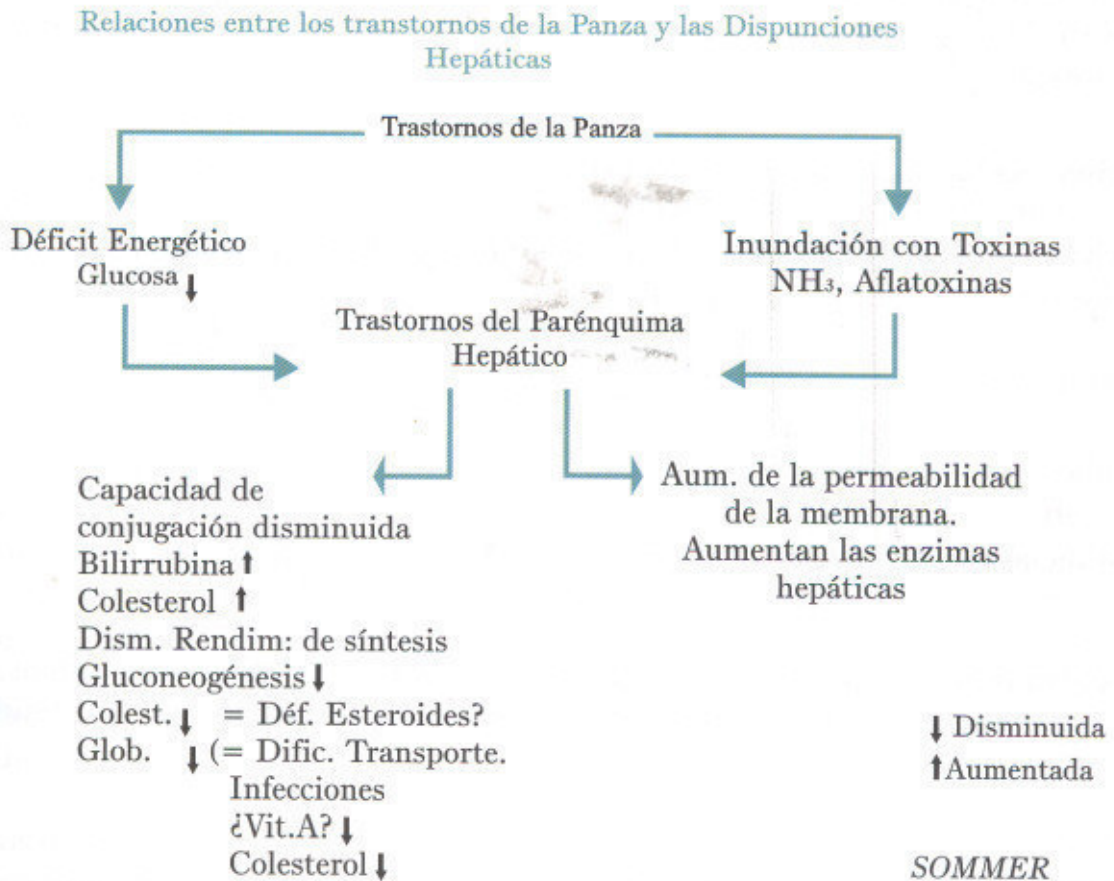 Relaciones entre los transtornos de la Panza y las Dispunciones
Hepáticas
Trastornos de la Panza
Déficit Energético
Glucosa ↓
Inundación con Toxinas
NH₃, Aflatoxinas
Trastornos del Parénquima
Hepático
Capacidad de
conjugación disminuida
Bilirrubina ↑
Colesterol ↑
Dism. Rendim: de síntesis
Gluconeogénesis ↓
Colest. ↓ = Déf. Esteroides?
Glob. ↓ (= Dific. Transporte.
Infecciones
¿Vit.A? ↓
Colesterol ↓
Aum. de la permeabilidad
de la membrana.
Aumentan las enzimas
hepáticas
↓ Disminuida
↑ Aumentada
SOMMER